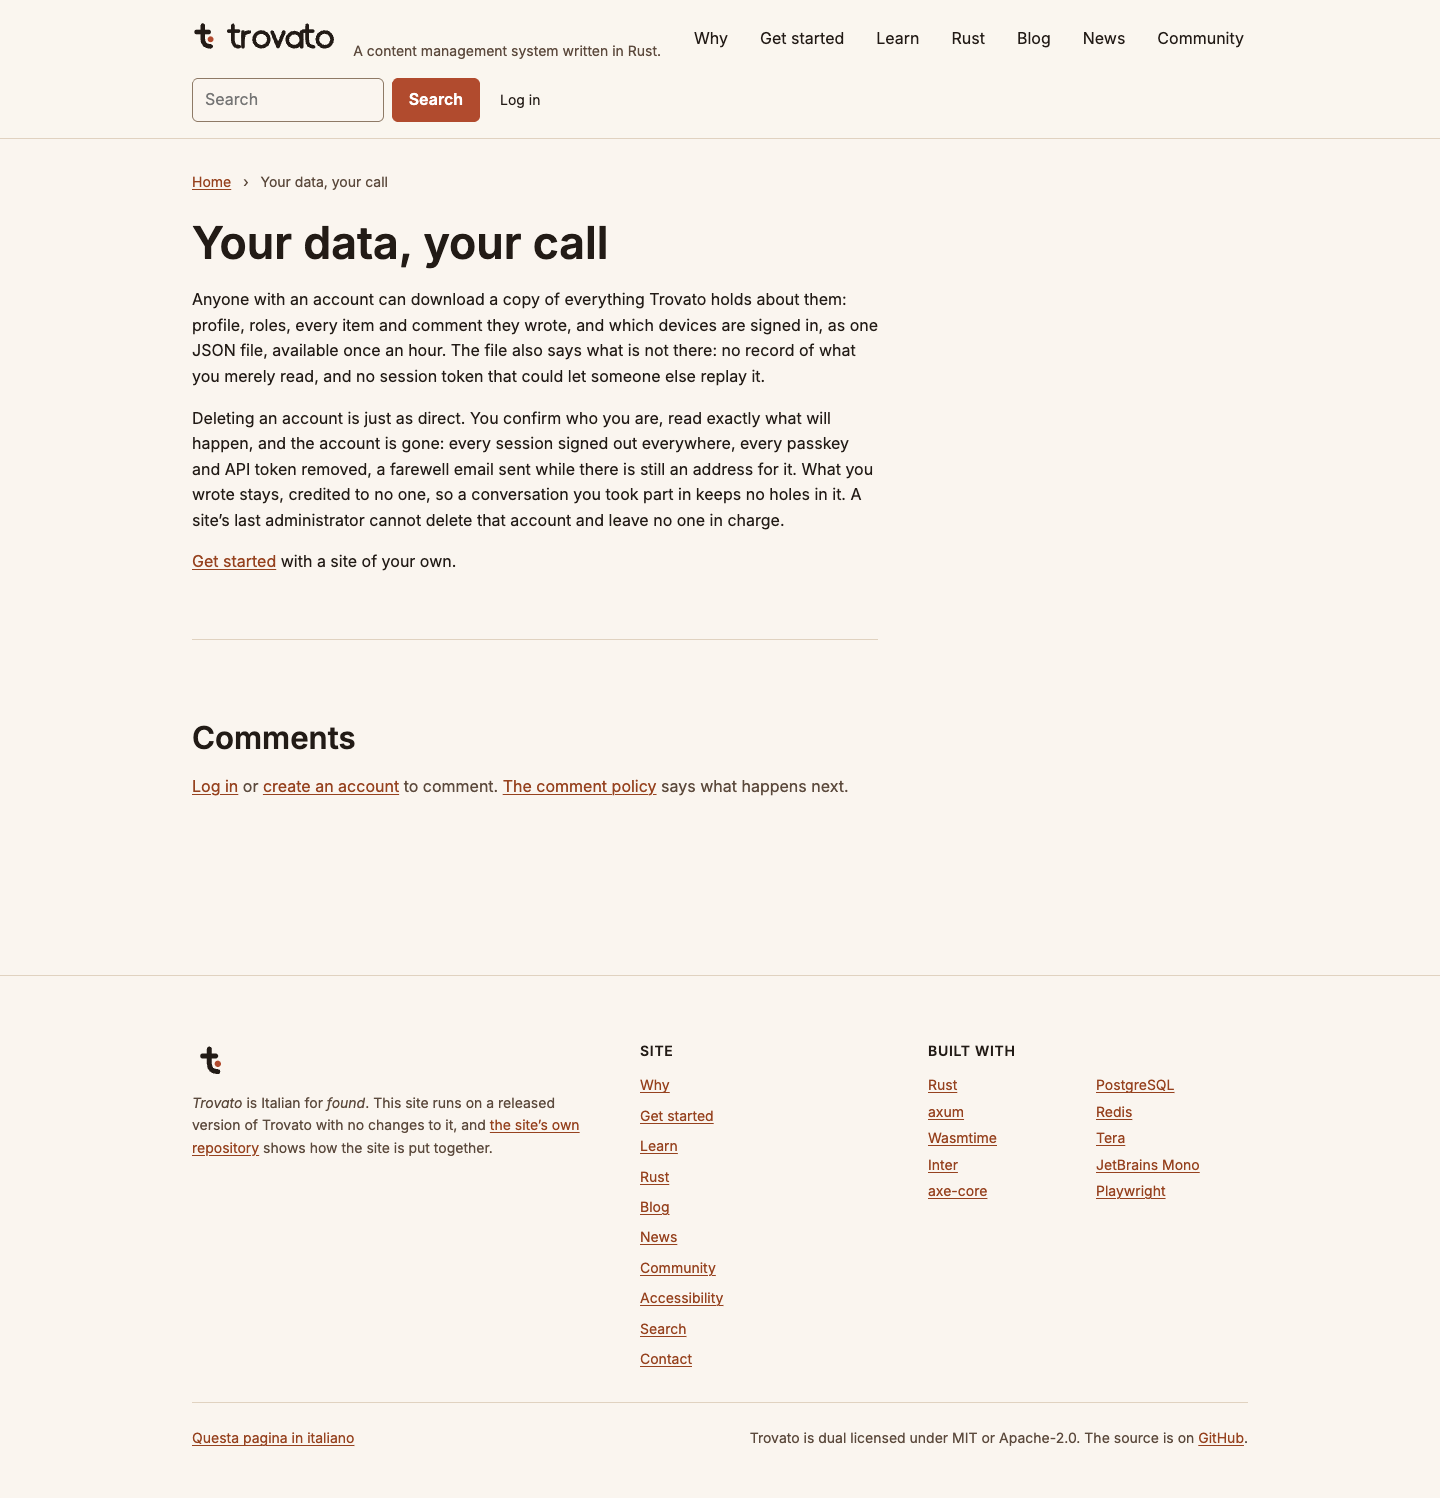 trovato
A content management system written in Rust.
Why
Get started
Learn
Rust
Blog
News
Community
Search
Search
Log in
Home › Your data, your call
Your data, your call
Anyone with an account can download a copy of everything Trovato holds about them:
profile, roles, every item and comment they wrote, and which devices are signed in, as one
JSON file, available once an hour. The file also says what is not there: no record of what
you merely read, and no session token that could let someone else replay it.
Deleting an account is just as direct. You confirm who you are, read exactly what will
happen, and the account is gone: every session signed out everywhere, every passkey
and API token removed, a farewell email sent while there is still an address for it. What you
wrote stays, credited to no one, so a conversation you took part in keeps no holes in it. A
site’s last administrator cannot delete that account and leave no one in charge.
Get started with a site of your own.
Comments
Log in or create an account to comment. The comment policy says what happens next.
Trovato is Italian for found. This site runs on a released
version of Trovato with no changes to it, and the site’s own
repository shows how the site is put together.
SITE
Why
Get started
Learn
Rust
Blog
News
Community
Accessibility
Search
Contact
BUILT WITH
Rust
axum
Wasmtime
Inter
axe-core
PostgreSQL
Redis
Tera
JetBrains Mono
Playwright
Questa pagina in italiano
Trovato is dual licensed under MIT or Apache-2.0. The source is on GitHub.